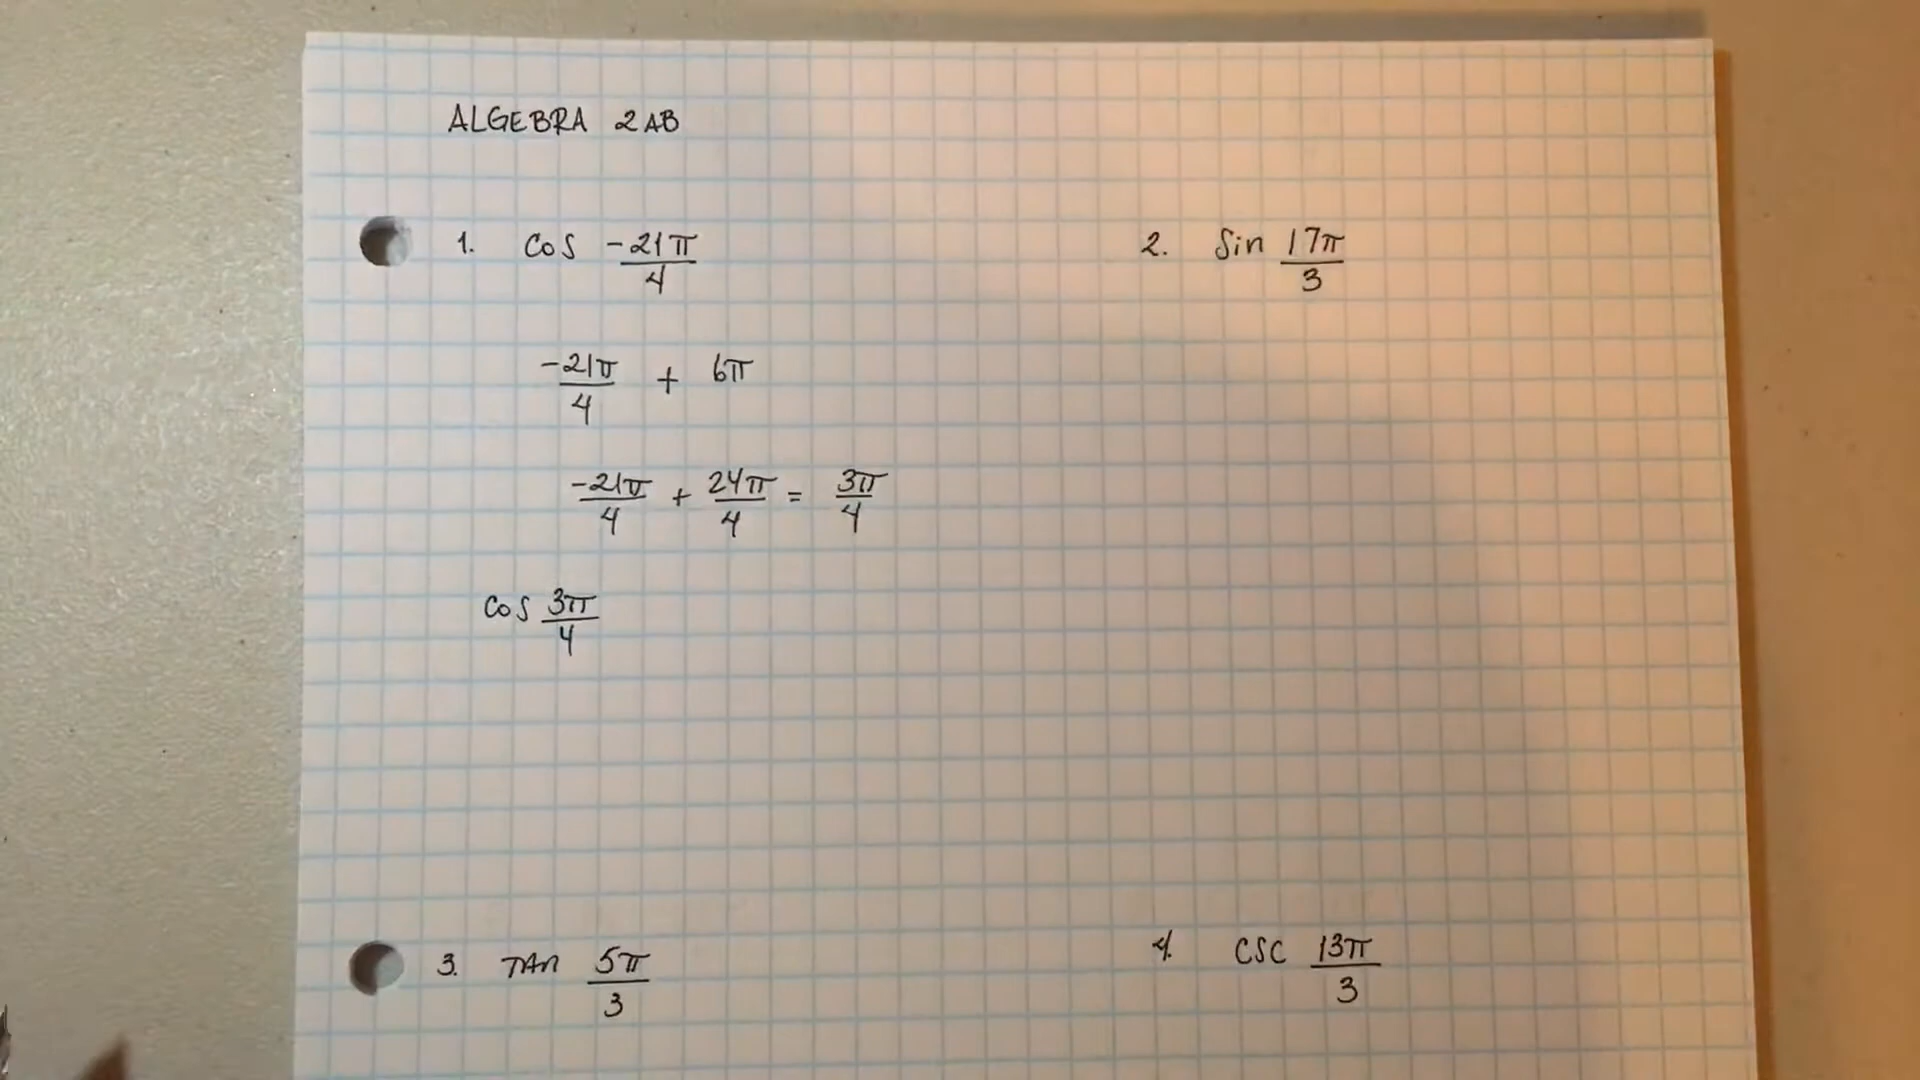 ALGEBRA 2AB
1. cos -21π/4
2. sin 17π/3
-21π/4 + 6π
-21π/4 + 24π/4 = 3π/4
cos 3π/4
3. TAn 5π/3
4. csc 13π/3